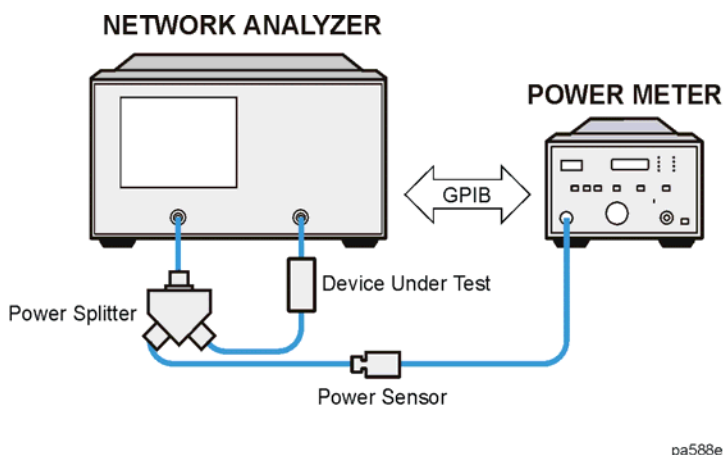 NETWORK ANALYZER
POWER METER
GPIB
Device Under Test
Power Splitter
Power Sensor
pa588e